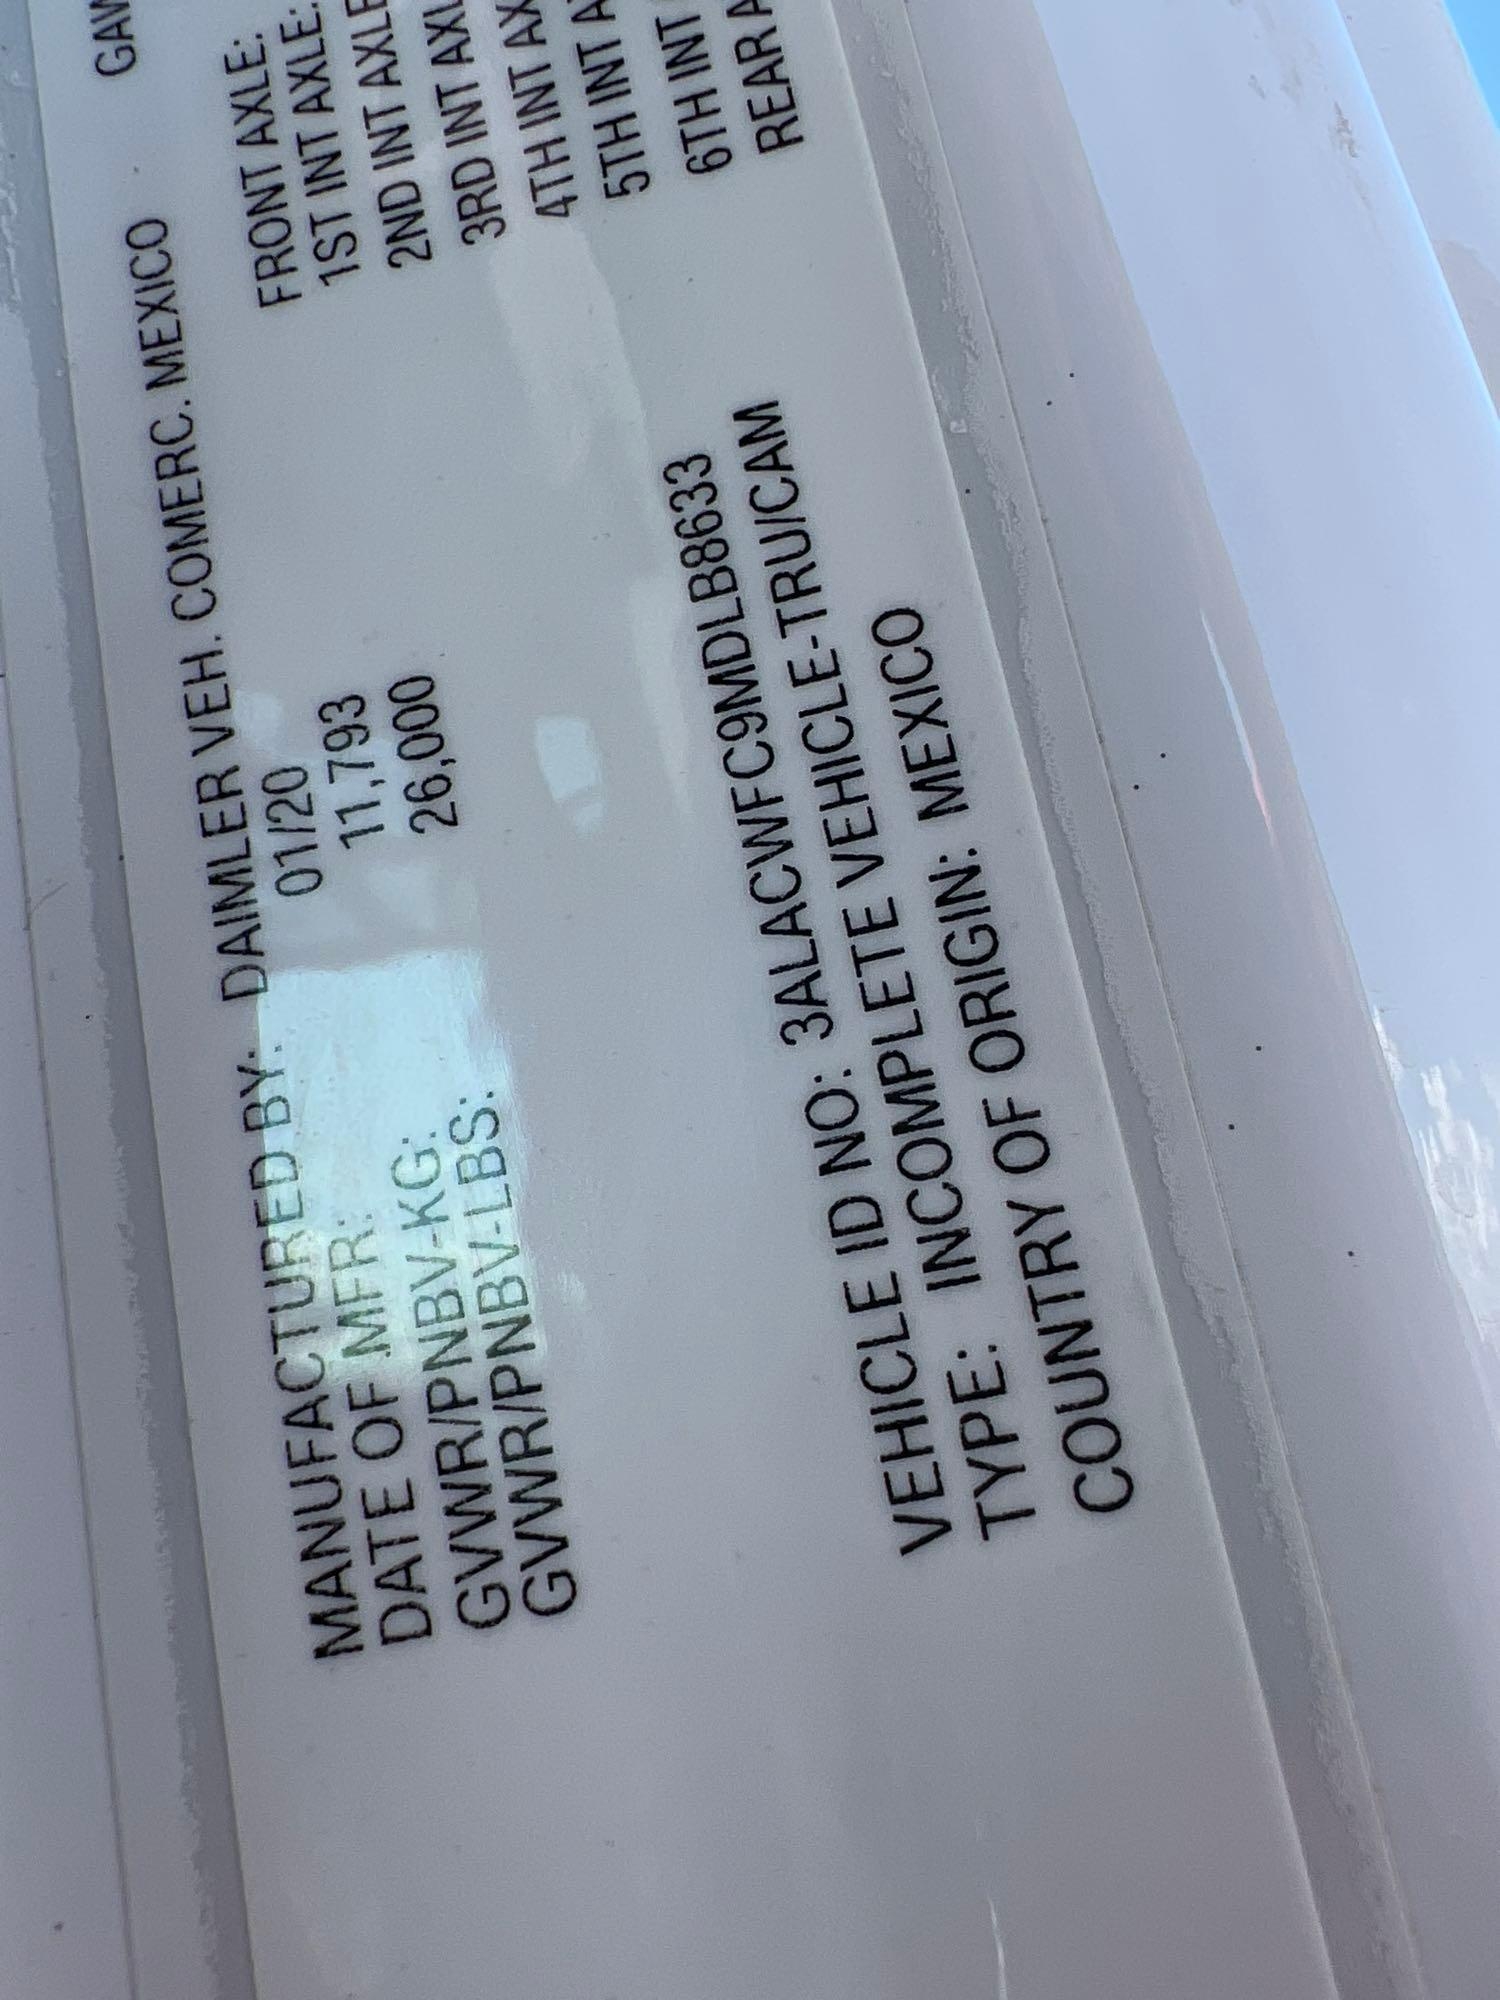 MANUFACTURED BY: DAIMLER VEH. COMERC. MEXICO
DATE OF MFR: 01/20
GVWR/PNBV-KG: 11,793
GVWR/PNBV-LBS: 26,000
VEHICLE ID NO: 3ALACWFC9MDLB8633
TYPE: INCOMPLETE VEHICLE VEHICLE-TRU/CAM
COUNTRY OF ORIGIN: MEXICO
GAW
FRONT AXLE:
1ST INT AXLE:
2ND INT AXLE
3RD INT AXL
4TH INT AX
5TH INT A
6TH INT
REAR A